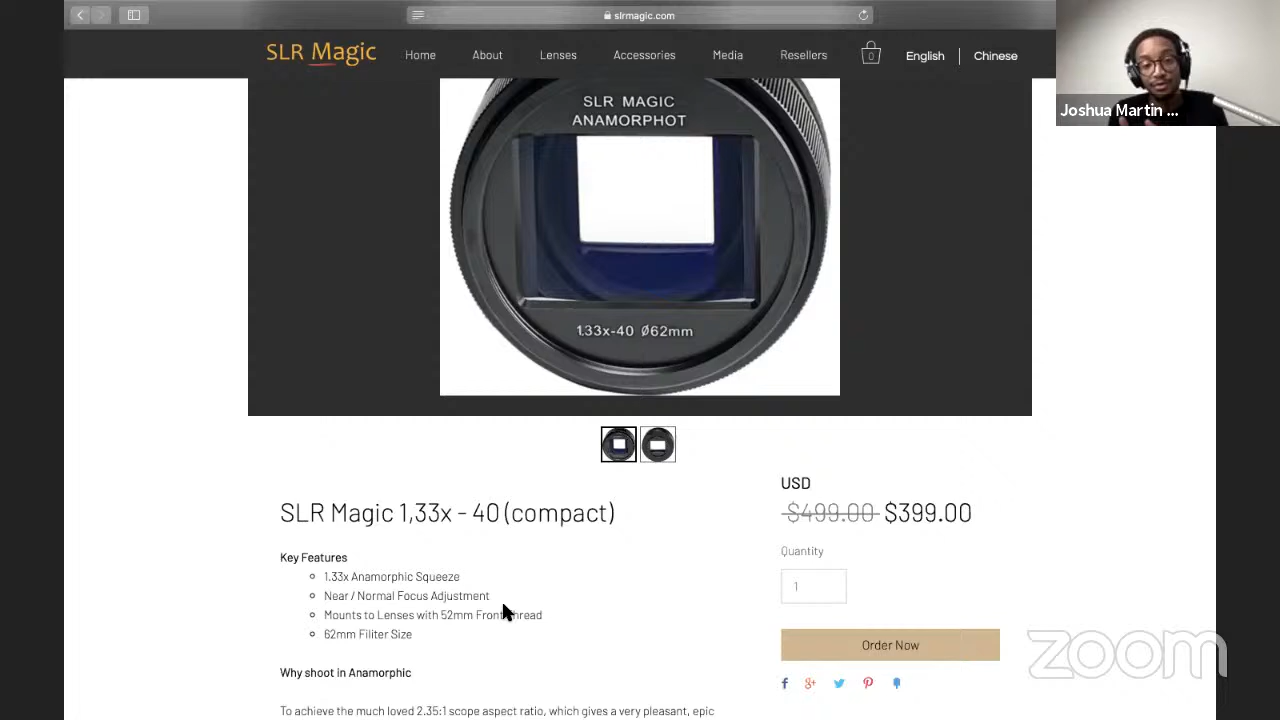 slrmagic.com
SLR Magic
Home
About
Lenses
Accessories
Media
Resellers
0
English
Chinese
Joshua Martin ...
SLR MAGIC
ANAMORPHOT
1.33x-40 Ø62mm
USD
SLR Magic 1,33x - 40 (compact)
$499.00 $399.00
Quantity
1
Key Features
1.33x Anamorphic Squeeze
Near / Normal Focus Adjustment
Mounts to Lenses with 52mm Front thread
62mm Filiter Size
Order Now
zoom
Why shoot in Anamorphic
To achieve the much loved 2.35:1 scope aspect ratio, which gives a very pleasant, epic